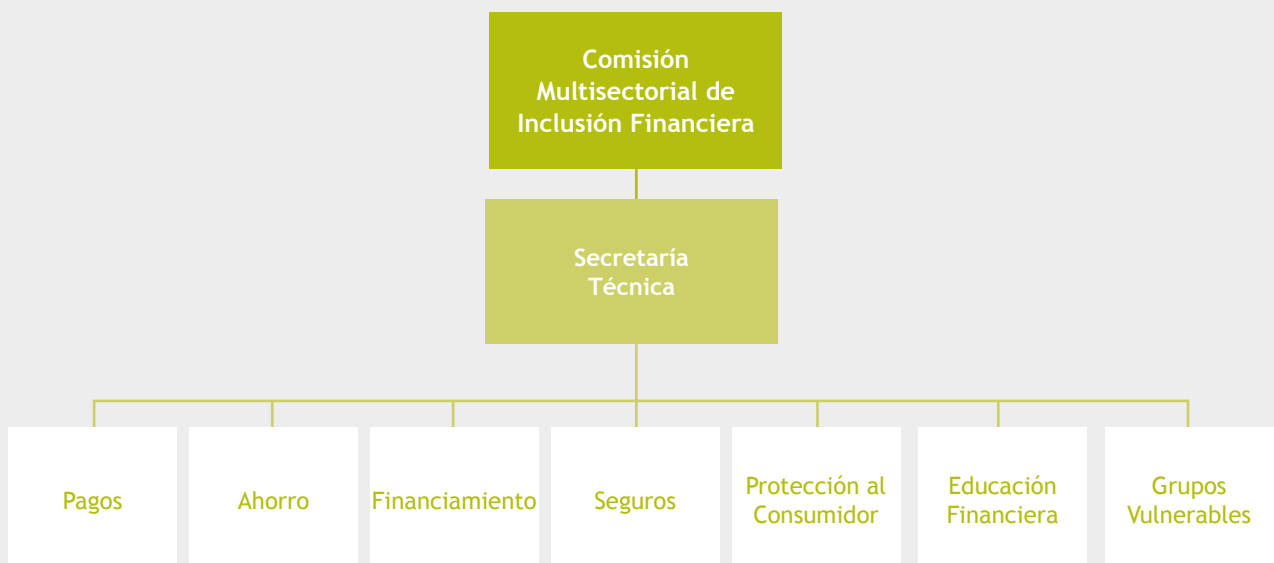 Comisión
Multisectorial de
Inclusión Financiera
Secretaría
Técnica
Pagos
Ahorro
Financiamiento
Seguros
Protección al
Consumidor
Educación
Financiera
Grupos
Vulnerables